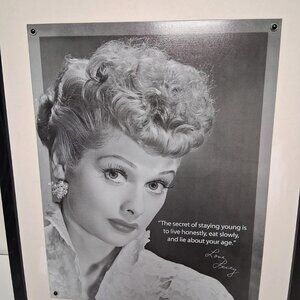 "The secret of staying young is
to live honestly, eat slowly,
and lie about your age."
Love
Lucy